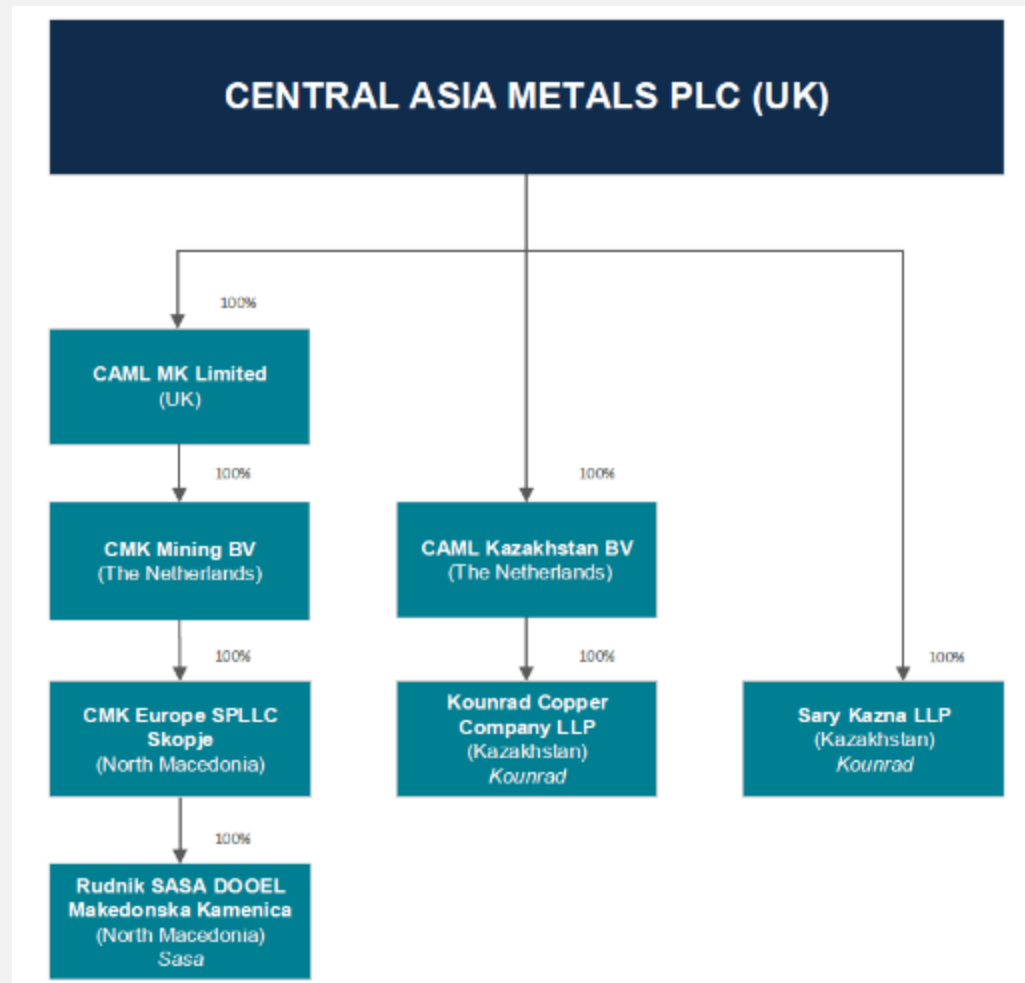 CENTRAL ASIA METALS PLC (UK)
100%
CAML MK Limited
(UK)
100%
100%
CMK Mining BV
(The Netherlands)
CAML Kazakhstan BV
(The Netherlands)
100%
100%
100%
CMK Europe SPLLC
Skopje
(North Macedonia)
Kounrad Copper
Company LLP
(Kazakhstan)
Kounrad
Sary Kazna LLP
(Kazakhstan)
Kounrad
100%
Rudnik SASA DOOEL
Makedonska Kamenica
(North Macedonia)
Sasa